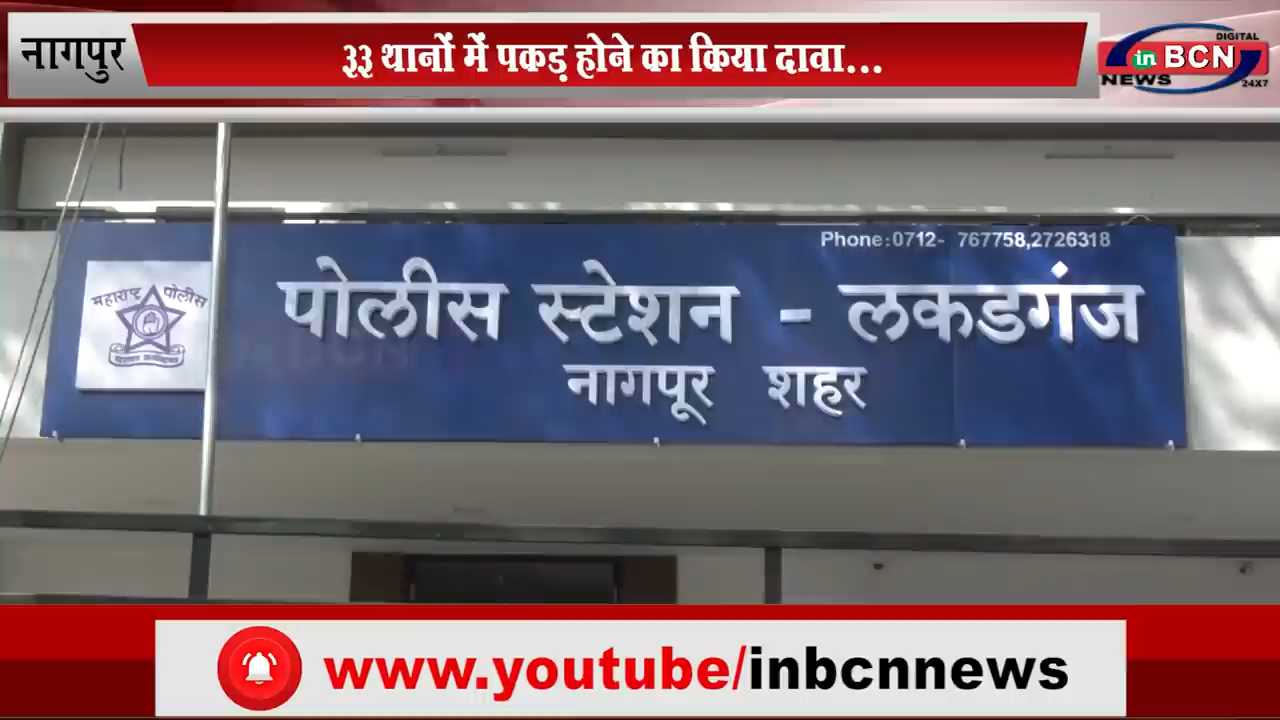 नागपुर
३३ थानों में पकड़ होने का किया दावा...
DIGITAL
in BCN
NEWS 24X7
Phone:0712- 767758,2726318
महाराष्ट्र पोलीस
पोलीस स्टेशन - लकडगंज
नागपूर शहर
www.youtube/inbcnnews